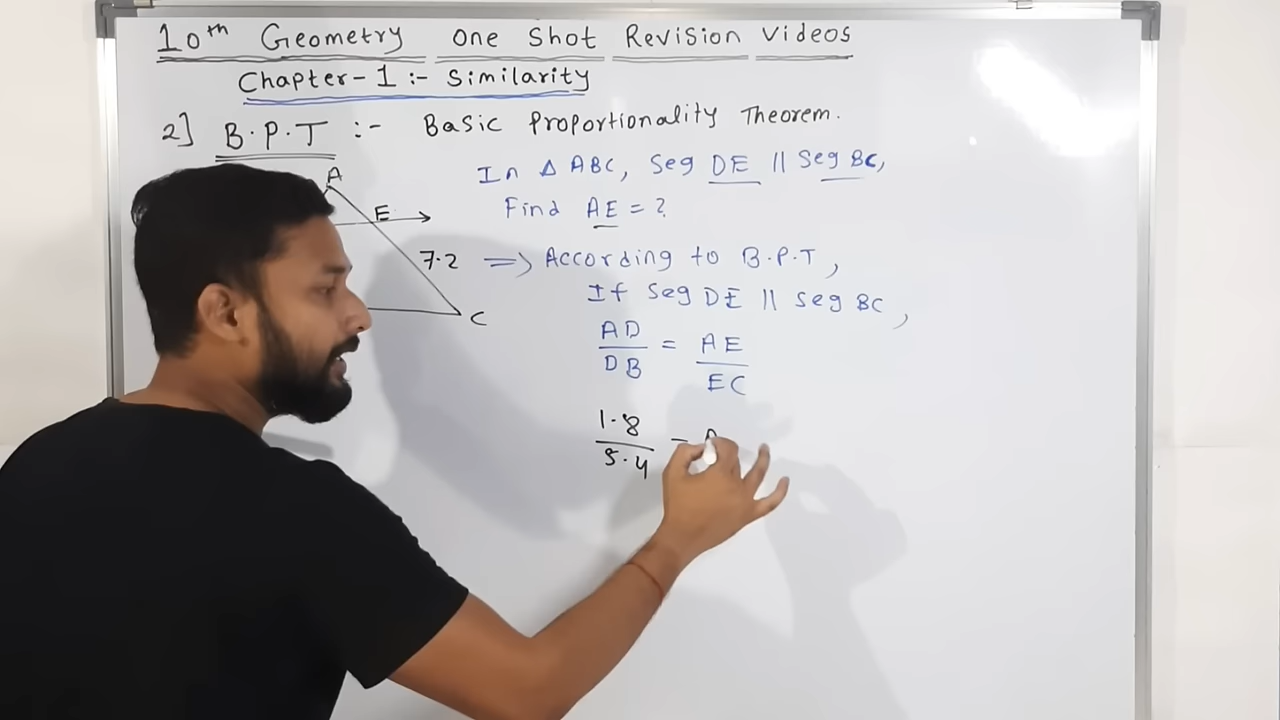 10th Geometry One Shot Revision Videos
Chapter-1 :- Similarity
2] B.P.T :- Basic Proportionality Theorem.
In Δ ABC, Seg DE || Seg BC,
Find AE = ?
A
E
7.2
C
=> According to B.P.T,
If Seg DE || seg BC,
AD/DB = AE/EC
1.8/5.4 =